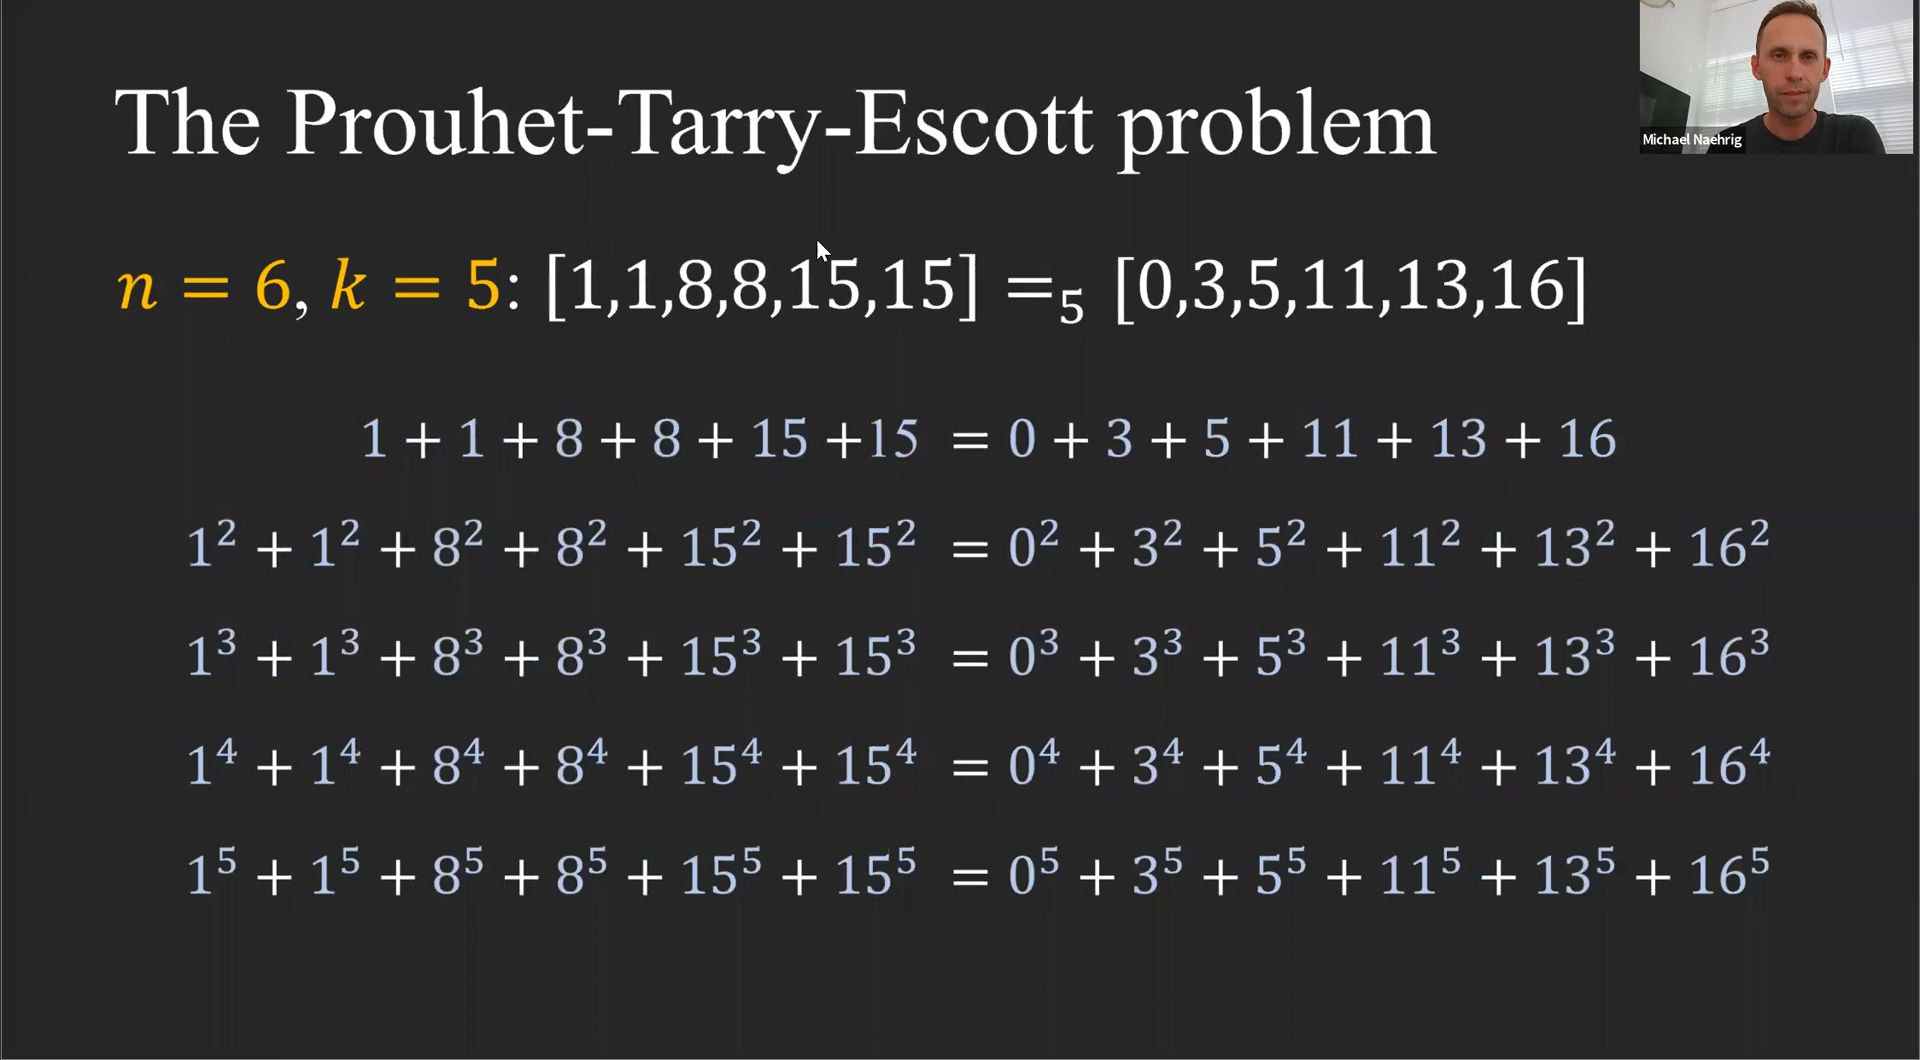 The Prouhet-Tarry-Escott problem
Michael Naehrig
n = 6, k = 5: [1,1,8,8,15,15] =₅ [0,3,5,11,13,16]
1 + 1 + 8 + 8 + 15 +15 = 0 + 3 + 5 + 11 + 13 + 16
1² + 1² + 8² + 8² + 15² + 15² = 0² + 3² + 5² + 11² + 13² + 16²
1³ + 1³ + 8³ + 8³ + 15³ + 15³ = 0³ + 3³ + 5³ + 11³ + 13³ + 16³
1⁴ + 1⁴ + 8⁴ + 8⁴ + 15⁴ + 15⁴ = 0⁴ + 3⁴ + 5⁴ + 11⁴ + 13⁴ + 16⁴
1⁵ + 1⁵ + 8⁵ + 8⁵ + 15⁵ + 15⁵ = 0⁵ + 3⁵ + 5⁵ + 11⁵ + 13⁵ + 16⁵